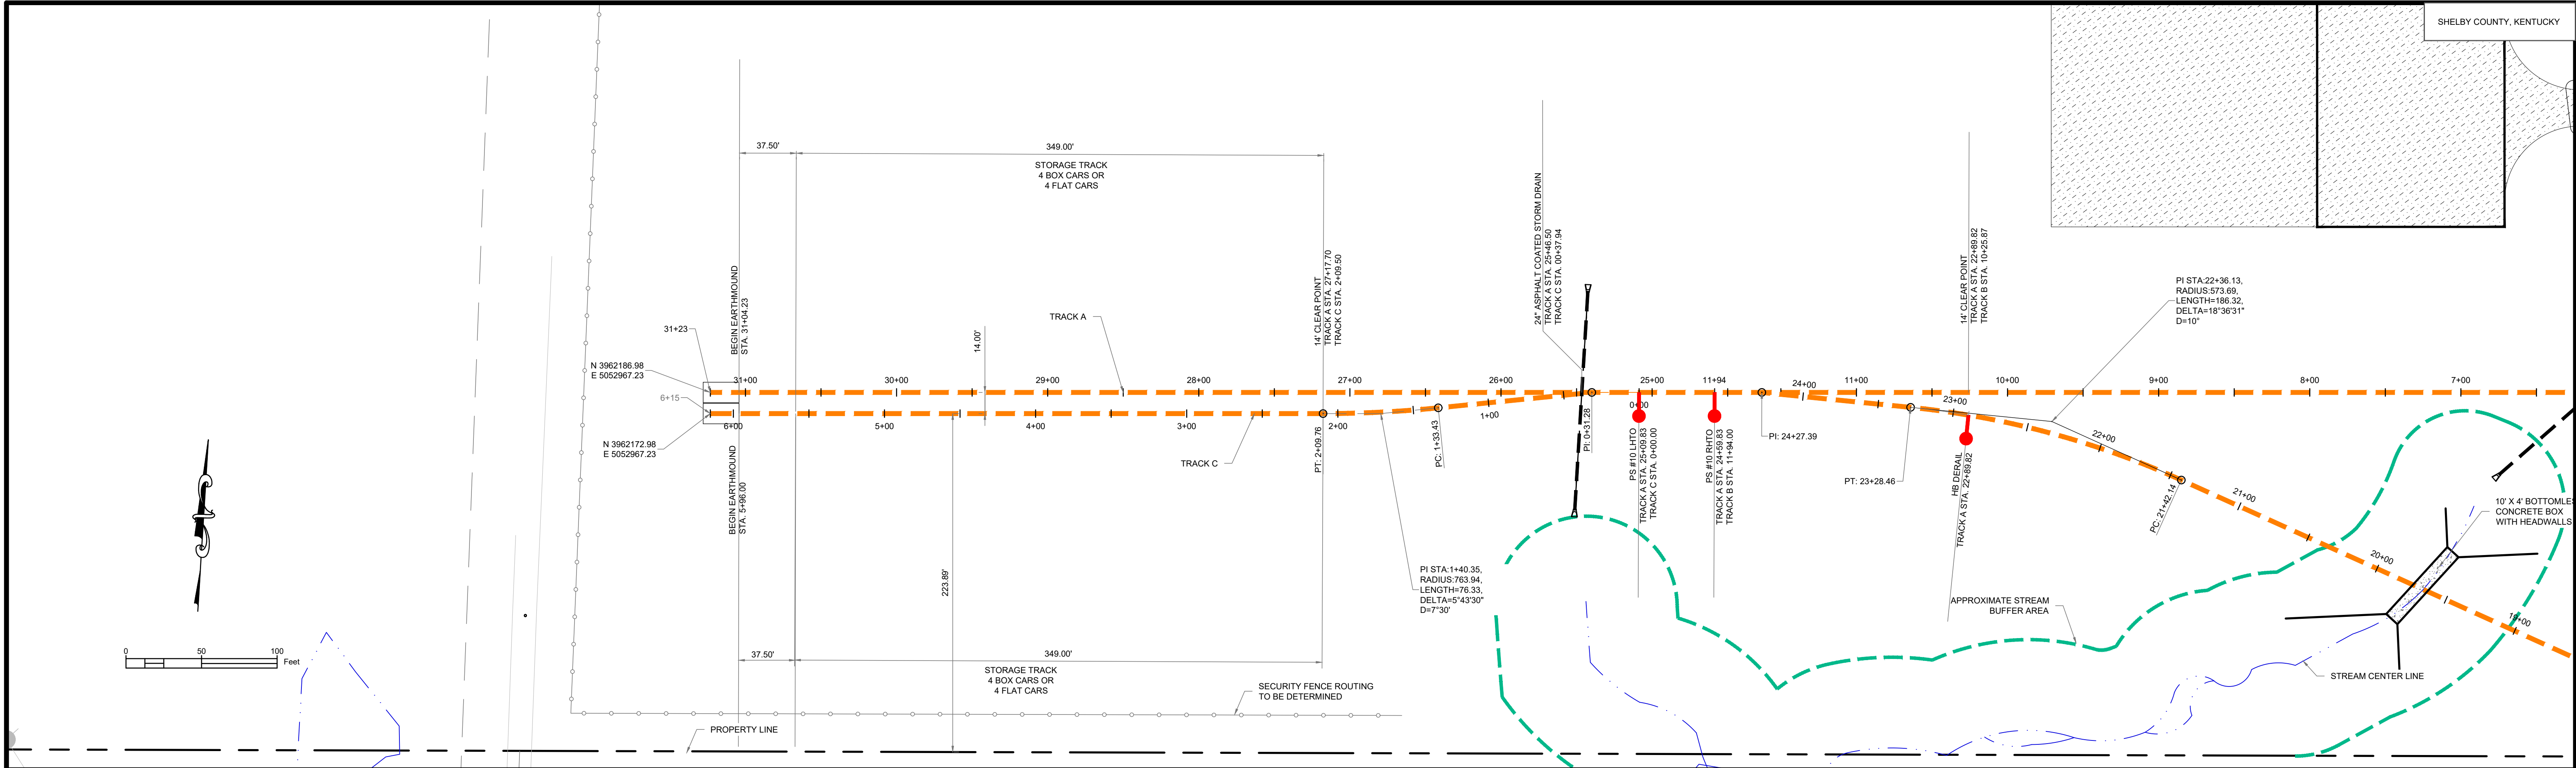 SHELBY COUNTY, KENTUCKY
37.50'
349.00'
STORAGE TRACK
4 BOX CARS OR
4 FLAT CARS
BEGIN EARTHMOUND
STA. 31+04.23
31+23
N 3962186.98
E 5052967.23
6+15
N 3962172.98
E 5052967.23
BEGIN EARTHMOUND
STA. 5+96.00
14.00'
TRACK A
TRACK C
31+00
30+00
29+00
28+00
27+00
26+00
25+00
11+94
24+00
11+00
23+00
10+00
9+00
8+00
7+00
6+00
5+00
4+00
3+00
2+00
1+00
0+00
22+00
21+00
20+00
19+00
14' CLEAR POINT
TRACK A STA. 27+17.70
TRACK C STA. 2+09.50
PT: 2+09.76
PC: 1+33.43
24" ASPHALT COATED STORM DRAIN
TRACK A STA. 25+46.50
TRACK C STA. 00+37.94
PI: 0+31.28
PS #10 LHTO
TRACK A STA. 25+09.83
TRACK C STA. 0+00.00
PS #10 RHTO
TRACK A STA. 24+59.83
TRACK B STA. 11+94.00
PI: 24+27.39
PT: 23+28.46
14' CLEAR POINT
TRACK A STA. 22+89.82
TRACK B STA. 10+25.87
HB DERAIL
TRACK A STA. 22+89.82
PI STA:22+36.13,
RADIUS:573.69,
LENGTH=186.32,
DELTA=18°36'31"
D=10°
PC: 21+42.14
10' X 4' BOTTOMLES
CONCRETE BOX
WITH HEADWALLS
PI STA:1+40.35,
RADIUS:763.94,
LENGTH=76.33,
DELTA=5°43'30"
D=7°30'
APPROXIMATE STREAM
BUFFER AREA
STREAM CENTER LINE
223.89'
37.50'
349.00'
STORAGE TRACK
4 BOX CARS OR
4 FLAT CARS
SECURITY FENCE ROUTING
TO BE DETERMINED
PROPERTY LINE
0
50
100
Feet